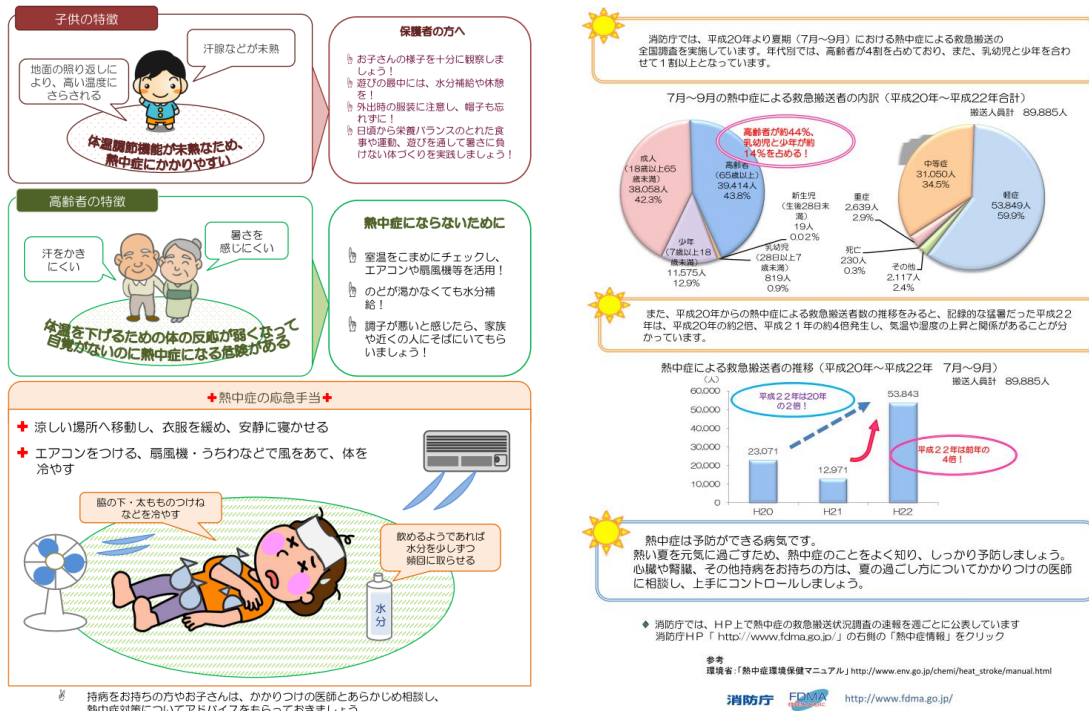 子供の特徴
汗線などが未熟
地面の照り返しに
より、高い温度に
さらされる
体温調節機能が未熟なため、
熱中症にかかりやすい
保護者の方へ
お子さんの様子を十分に観察しま
しょう!
遊びの最中には、水分補給や休憩
を!
外出時の服装に注意し、帽子も忘
れずに!
日頃から栄養バランスのとれた食
事や運動、遊びを通して暑さに負
けない体づくりを実践しましょう!
高齢者の特徴
汗をかき
にくい
暑さを
感じにくい
体温を下げるための体の反応が弱くなって
自覚がないのに熱中症になる危険がある
熱中症にならないために
室温をこまめにチェックし、
エアコンや扇風機等を活用!
のどが渇かなくても水分補
給!
調子が悪いと感じたら、家族
や近くの人にそばにいてもら
いましょう!
熱中症の応急手当
涼しい場所へ移動し、衣服を緩め、安静に寝かせる
エアコンをつける、扇風機・うちわなどで風をあて、体を
冷やす
脇の下・太もものつけね
などを冷やす
飲めるようであれば
水分を少しずつ
頻回に取らせる
水分
持病をお持ちの方やお子さんは、かかりつけの医師とあらかじめ相談し、
熱中症対策についてアドバイスをもらっておきましょう
消防庁では、平成20年より夏期(7月~9月)における熱中症による救急搬送の
全国調査を実施しています。年代別では、高齢者が4割を占めており、また、乳幼児と少年を合わ
せて1割以上となっています。
7月~9月の熱中症による救急搬送者の内訳(平成20年~平成22年合計)
搬送人員計 89,885人
高齢者が約44%、
乳幼児と少年が約
14%を占める!
成人
(18歳以上65
歳未満)
38,058人
42.3%
高齢者
(65歳以上)
39,414人
43.8%
新生児
(生後28日未
満)
19人
0.02%
乳幼児
(28日以上7
歳未満)
819人
0.9%
少年
(7歳以上18
歳未満)
11,575人
12.9%
中等症
31,050人
34.5%
軽症
53,849人
59.9%
重症
2,639人
2.9%
死亡
230人
0.3%
その他
2,117人
2.4%
また、平成20年からの熱中症による救急搬送者数の推移をみると、記録的な猛暑だった平成22
年は、平成20年の約2倍、平成21年の約4倍発生し、気温や湿度の上昇と関係があることが分
かっています。
熱中症による救急搬送者の推移(平成20年~平成22年 7月~9月)
搬送人員計 89,885人
(人)
60,000
50,000
40,000
30,000
20,000
10,000
0
平成22年は20年
の2倍!
平成22年は前年の
4倍!
23,071
12,971
53,843
H20
H21
H22
熱中症は予防ができる病気です。
熱い夏を元気に過ごすため、熱中症のことをよく知り、しっかり予防しましょう。
心臓や腎臓、その他持病をお持ちの方は、夏の過ごし方についてかかりつけの医師
に相談し、上手にコントロールしましょう。
◆ 消防庁では、HP上で熱中症の救急搬送状況調査の速報を週ごとに公表しています
消防庁HP「 http://www.fdma.go.jp/」の右側の「熱中症情報」をクリック
参考
環境省:「熱中症環境保健マニュアル」http://www.env.go.jp/chemi/heat_stroke/manual.html
消防庁 FDMA http://www.fdma.go.jp/